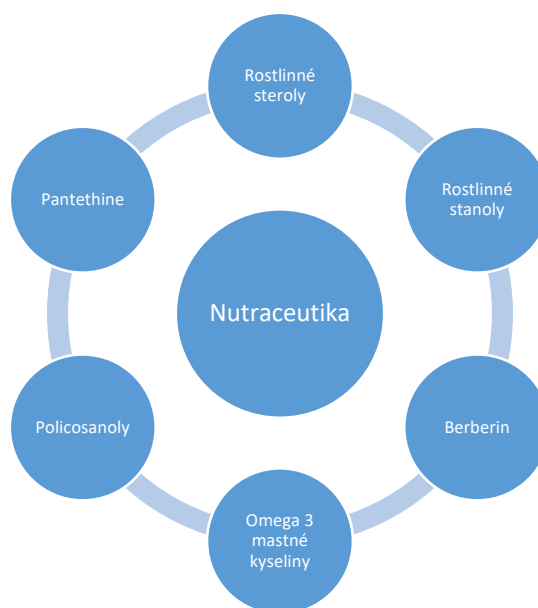 Rostlinné
steroly
Rostlinné
stanoly
Berberin
Omega 3
mastné
kyseliny
Policosanoly
Pantethine
Nutraceutika